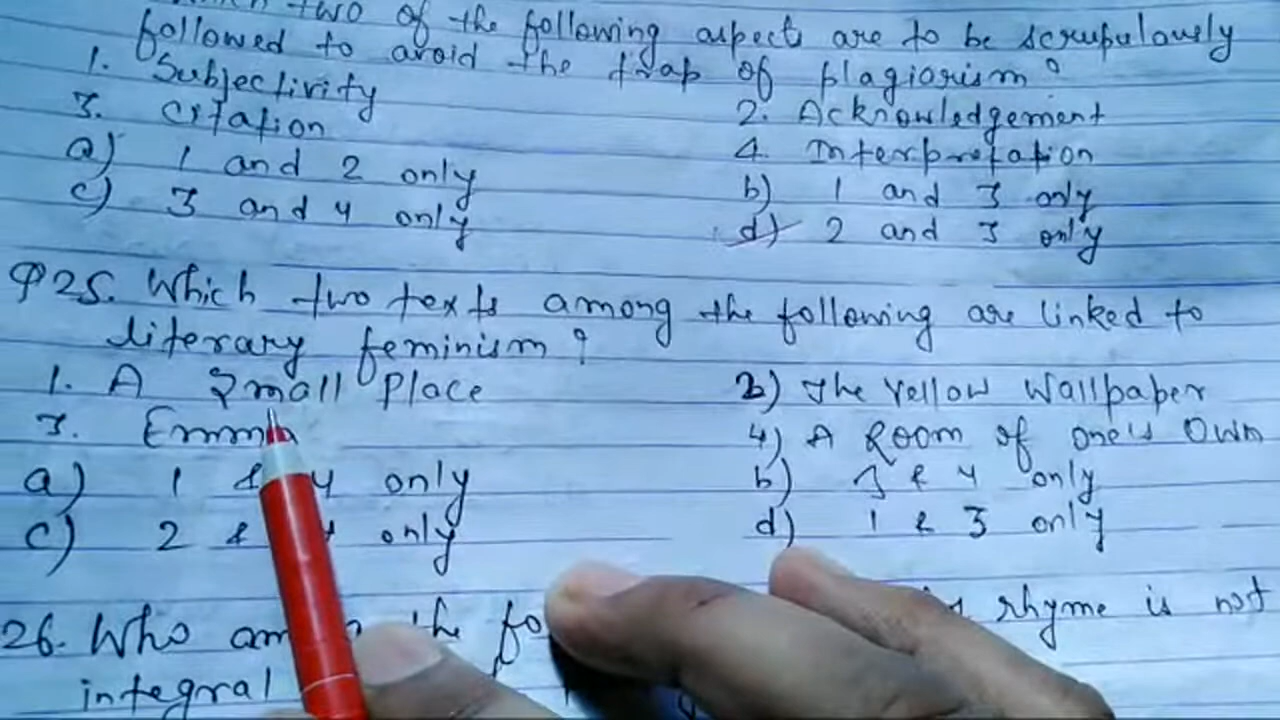 two of the following aspects are to be scrupulously
followed to avoid the trap of plagiarism?
1. Subjectivity
2. Acknowledgement
3. Citation
4. Interpretation
a) 1 and 2 only
b) 1 and 3 only
c) 3 and 4 only
d) 2 and 3 only
Q25. Which two texts among the following are linked to
literary feminism?
1. A Small Place
2) The Yellow Wallpaper
3. Emma
4) A Room of one's Own
a) 1 & 4 only
b) 3 & 4 only
c) 2 & only
d) 1 & 3 only
26. Who the rhyme is not
integral